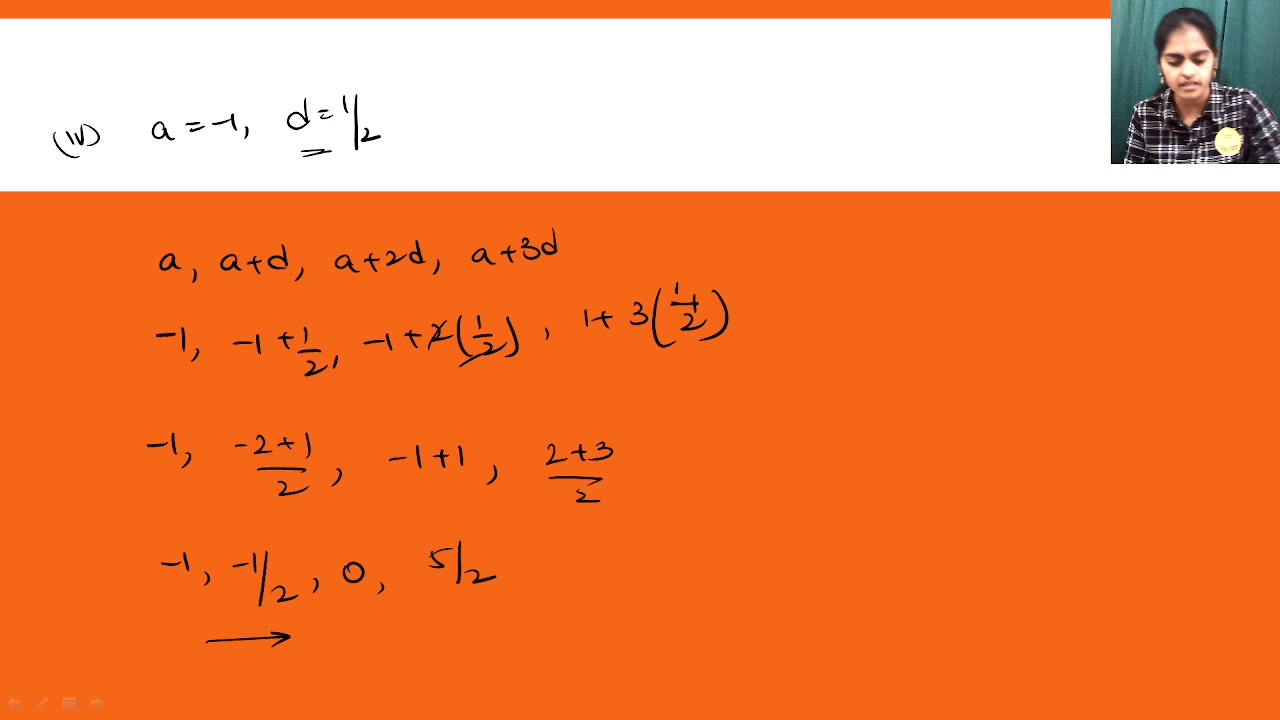 (iv) a = -1, d = 1/2
a, a+d, a+2d, a+3d
-1, -1 + 1/2, -1 + 2(1/2), 1 + 3(1/2)
-1, (-2+1)/2, -1+1, (2+3)/2
-1, -1/2, 0, 5/2